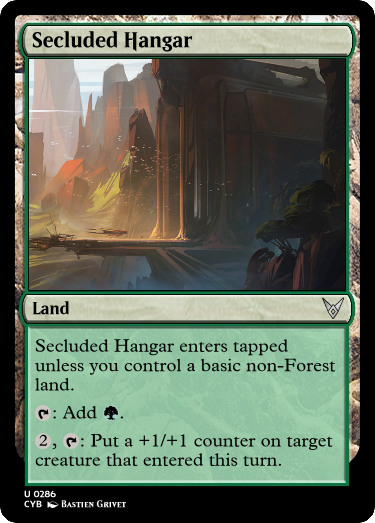 Secluded Hangar
Land
Secluded Hangar enters tapped
unless you control a basic non-Forest
land.
: Add .
2, : Put a +1/+1 counter on target
creature that entered this turn.
U 0286
CYB Bastien Grivet